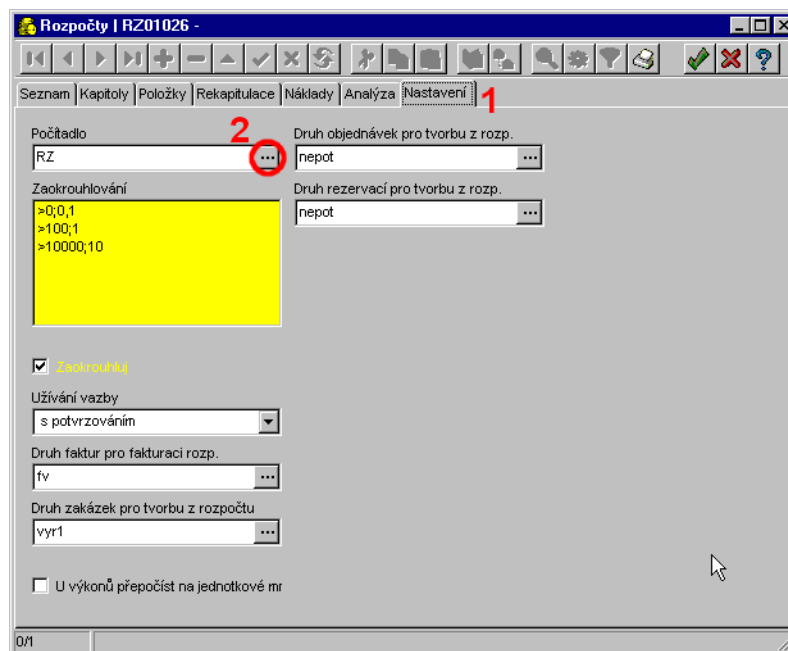 Rozpočty | RZ01026 -
Seznam Kapitoly Položky Rekapitulace Náklady Analýza Nastavení 1
Počítadlo 2
RZ ...
Druh objednávek pro tvorbu z rozp.
nepot ...
Zaokrouhlování
>0;0,1
>100;1
>10000;10
Druh rezervací pro tvorbu z rozp.
nepot ...
Zaokrouhluj
Užívání vazby
s potvrzováním
Druh faktur pro fakturaci rozp.
fv ...
Druh zakázek pro tvorbu z rozpočtu
vyr1 ...
U výkonů přepočíst na jednotkové mr
0/1